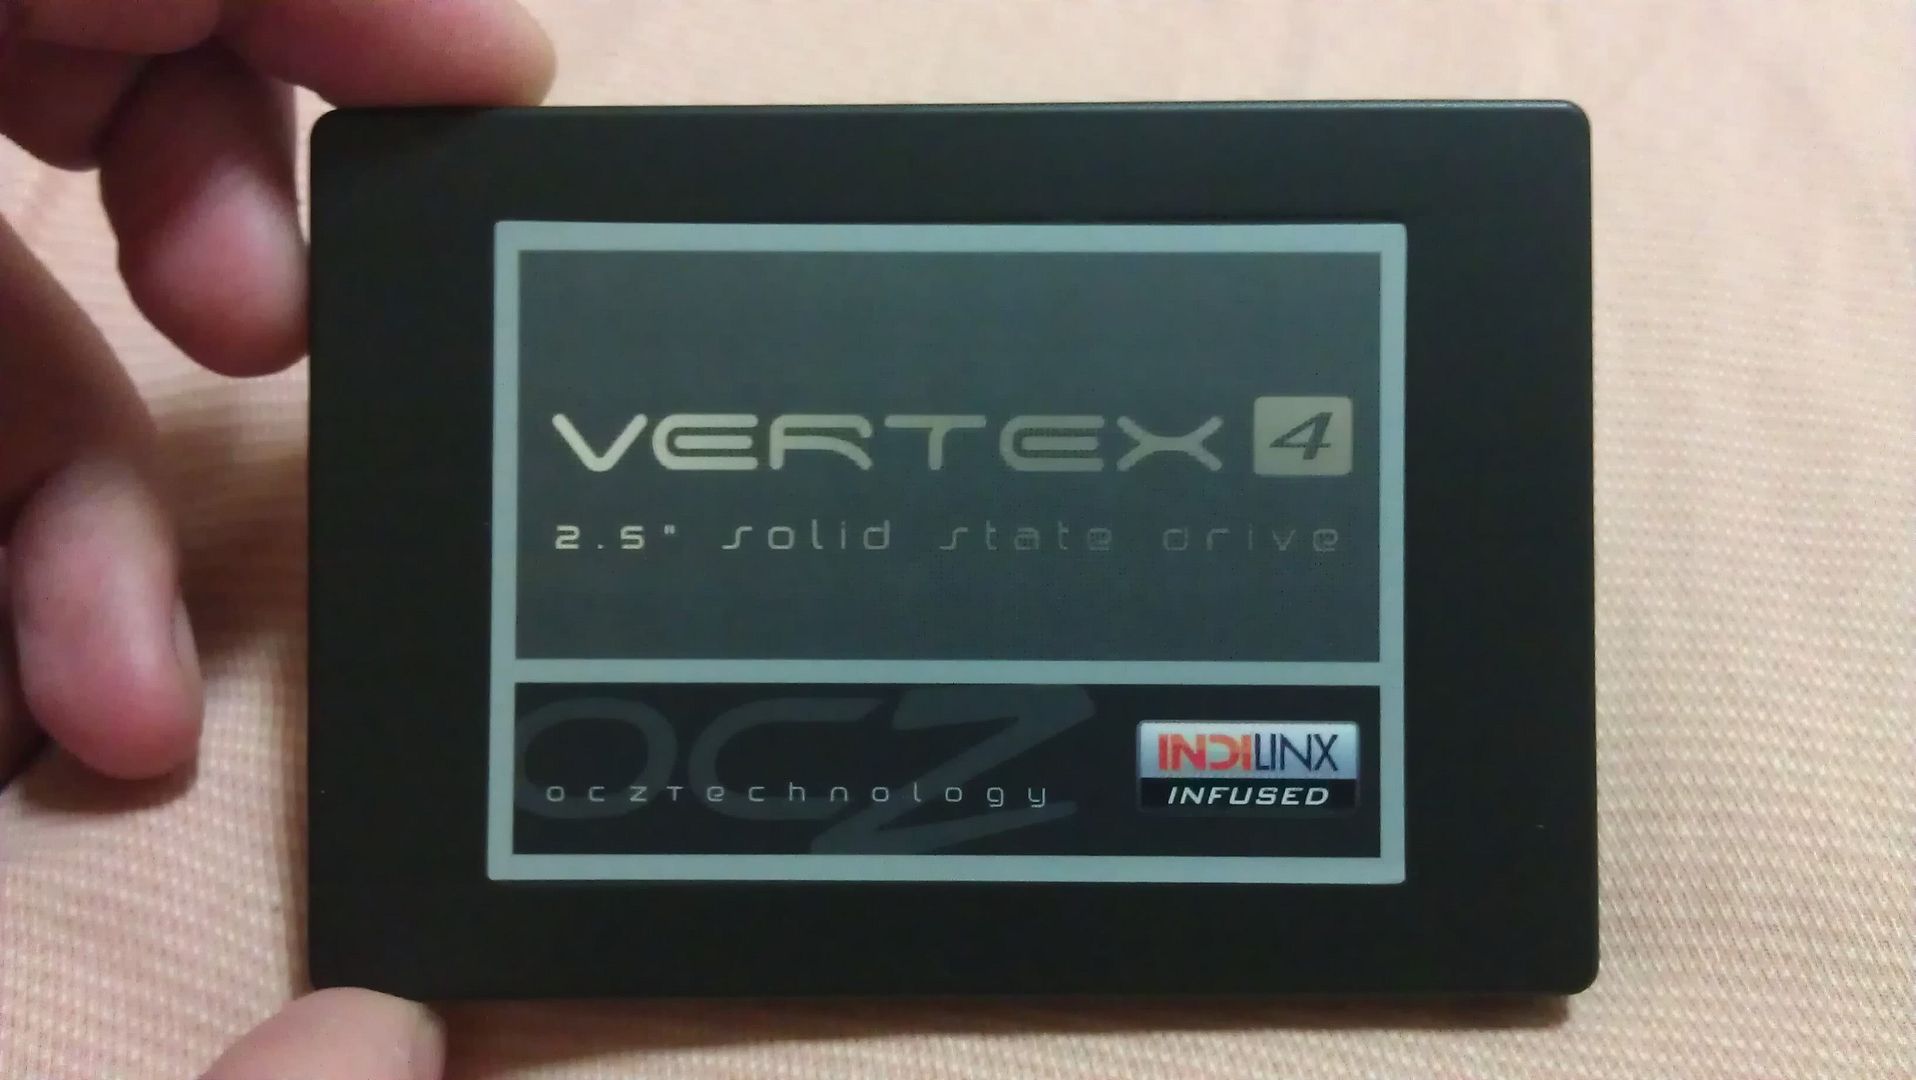 VERTEX 4
2.5" solid state drive
OCZ
OCZTechnology
INDILINX
INFUSED